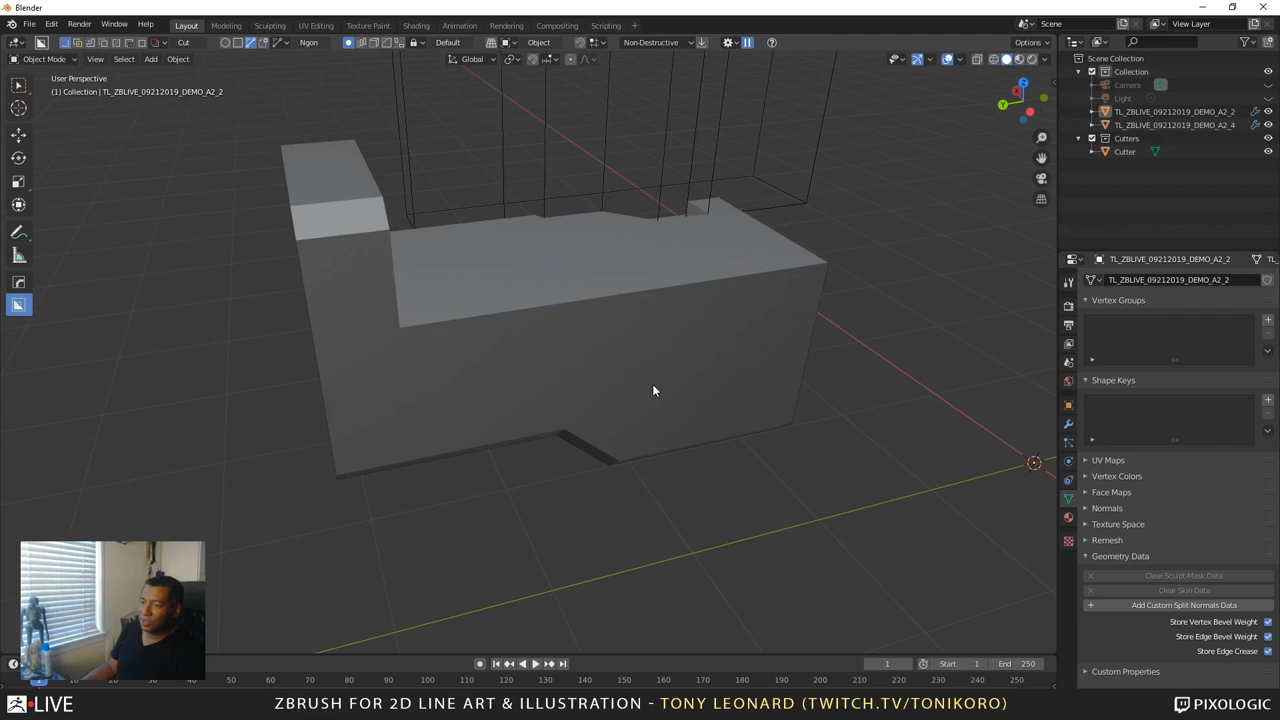 Blender
File Edit Render Window Help Layout Modeling Sculpting UV Editing Texture Paint Shading Animation Rendering Compositing Scripting + Scene View Layer
Cut Ngon Default Object Non-Destructive Options
Object Mode View Select Add Object Global
User Perspective
(1) Collection | TL_ZBLIVE_09212019_DEMO_A2_2
Scene Collection
Collection
Camera
Light
TL_ZBLIVE_09212019_DEMO_A2_2
TL_ZBLIVE_09212019_DEMO_A2_4
Cutters
Cutter
TL_ZBLIVE_09212019_DEMO_A2_2 TL_
TL_ZBLIVE_09212019_DEMO_A2_2
Vertex Groups
Shape Keys
UV Maps
Vertex Colors
Face Maps
Normals
Texture Space
Remesh
Geometry Data
Clear Sculpt-Mask Data
Clear Skin Data
Add Custom Split Normals Data
Store Vertex Bevel Weight
Store Edge Bevel Weight
Store Edge Crease
Custom Properties
X Y Z
1 Start 1 End 250
1 50 60 70 80 90 100 110 120 130 140 150 160 170 180 190 200 210 220 230 240 250
LIVE ZBRUSH FOR 2D LINE ART & ILLUSTRATION - TONY LEONARD (TWITCH.TV/TONIKORO) PIXOLOGIC